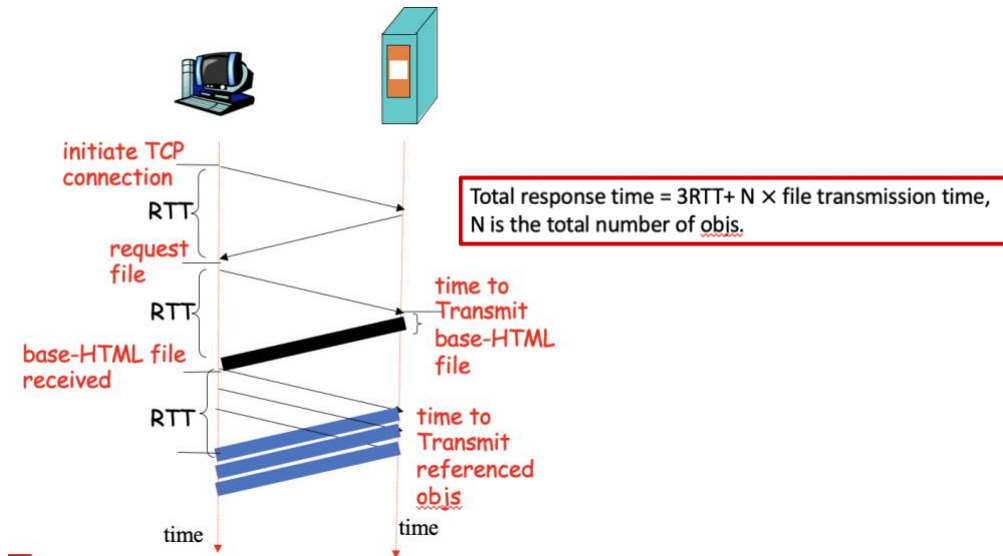 initiate TCP
connection
RTT
request
file
RTT
base-HTML file
received
RTT
time
Total response time = 3RTT+ N × file transmission time,
N is the total number of objs.
time to
Transmit
base-HTML
file
time to
Transmit
referenced
objs
time